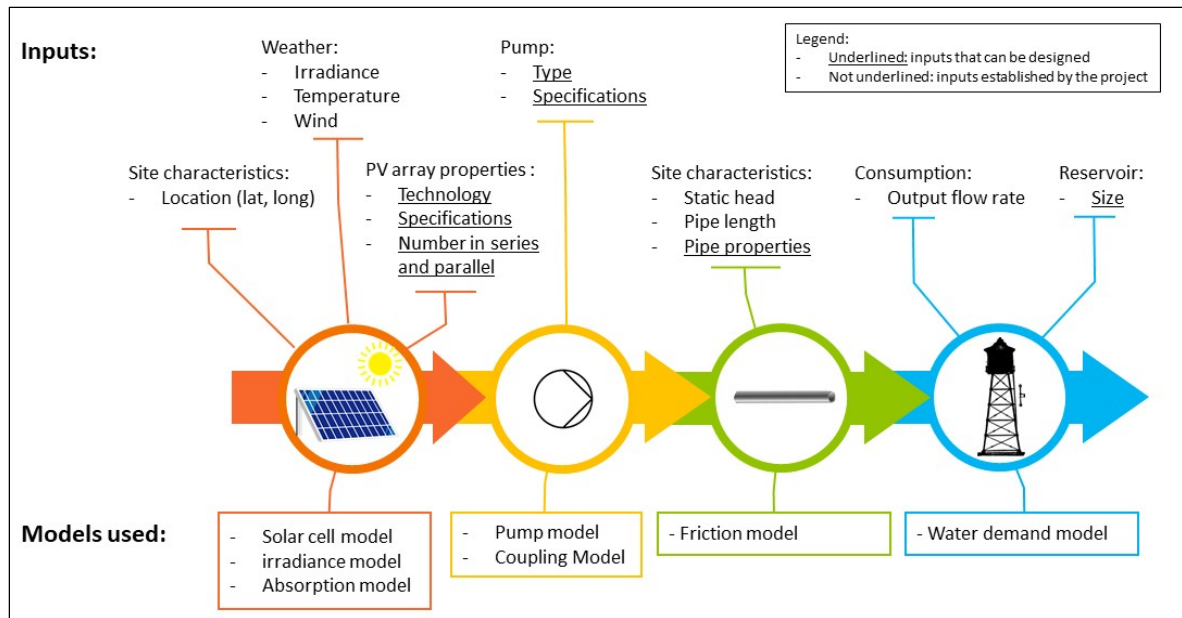 Inputs:
Weather:
- Irradiance
- Temperature
- Wind
Pump:
- Type
- Specifications
Legend:
- Underlined: inputs that can be designed
- Not underlined: inputs established by the project
Site characteristics:
- Location (lat, long)
PV array properties :
- Technology
- Specifications
- Number in series
and parallel
Site characteristics:
- Static head
- Pipe length
- Pipe properties
Consumption:
- Output flow rate
Reservoir:
- Size
Models used:
- Solar cell model
- irradiance model
- Absorption model
- Pump model
- Coupling Model
- Friction model
- Water demand model